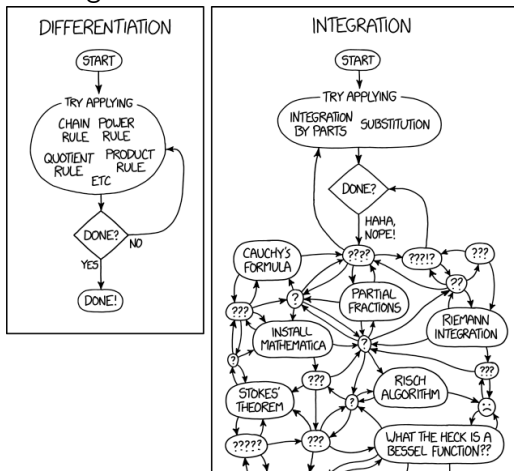 DIFFERENTIATION
START
TRY APPLYING
CHAIN POWER
RULE RULE
QUOTIENT PRODUCT
RULE RULE
ETC
DONE?
NO
YES
DONE!
INTEGRATION
START
TRY APPLYING
INTEGRATION
BY PARTS
SUBSTITUTION
DONE?
HAHA,
NOPE!
CAUCHY'S
FORMULA
????
???!?
???
??
???
?
PARTIAL
FRACTIONS
RIEMANN
INTEGRATION
INSTALL
MATHEMATICA
?
?
???
???
STOKES'
THEOREM
?
RISCH
ALGORITHM
?????
???
WHAT THE HECK IS A
BESSEL FUNCTION??